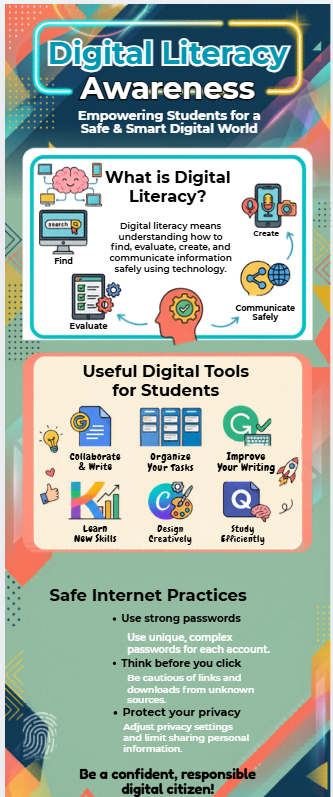 Digital Literacy
Awareness
Empowering Students for a
Safe & Smart Digital World
What is Digital
Literacy?
Digital literacy means
understanding how to
find, evaluate, create, and
communicate information
safely using technology.
search
Find
Create
Evaluate
Communicate
Safely
Useful Digital Tools
for Students
G
Collaborate
& Write
Organize
Your Tasks
G
Improve
Your Writing
K
Learn
New Skills
C
Design
Creatively
Q
Study
Efficiently
Safe Internet Practices
• Use strong passwords
Use unique, complex
passwords for each account.
• Think before you click
Be cautious of links and
downloads from unknown
sources.
• Protect your privacy
Adjust privacy settings
and limit sharing personal
information.
Be a confident, responsible
digital citizen!